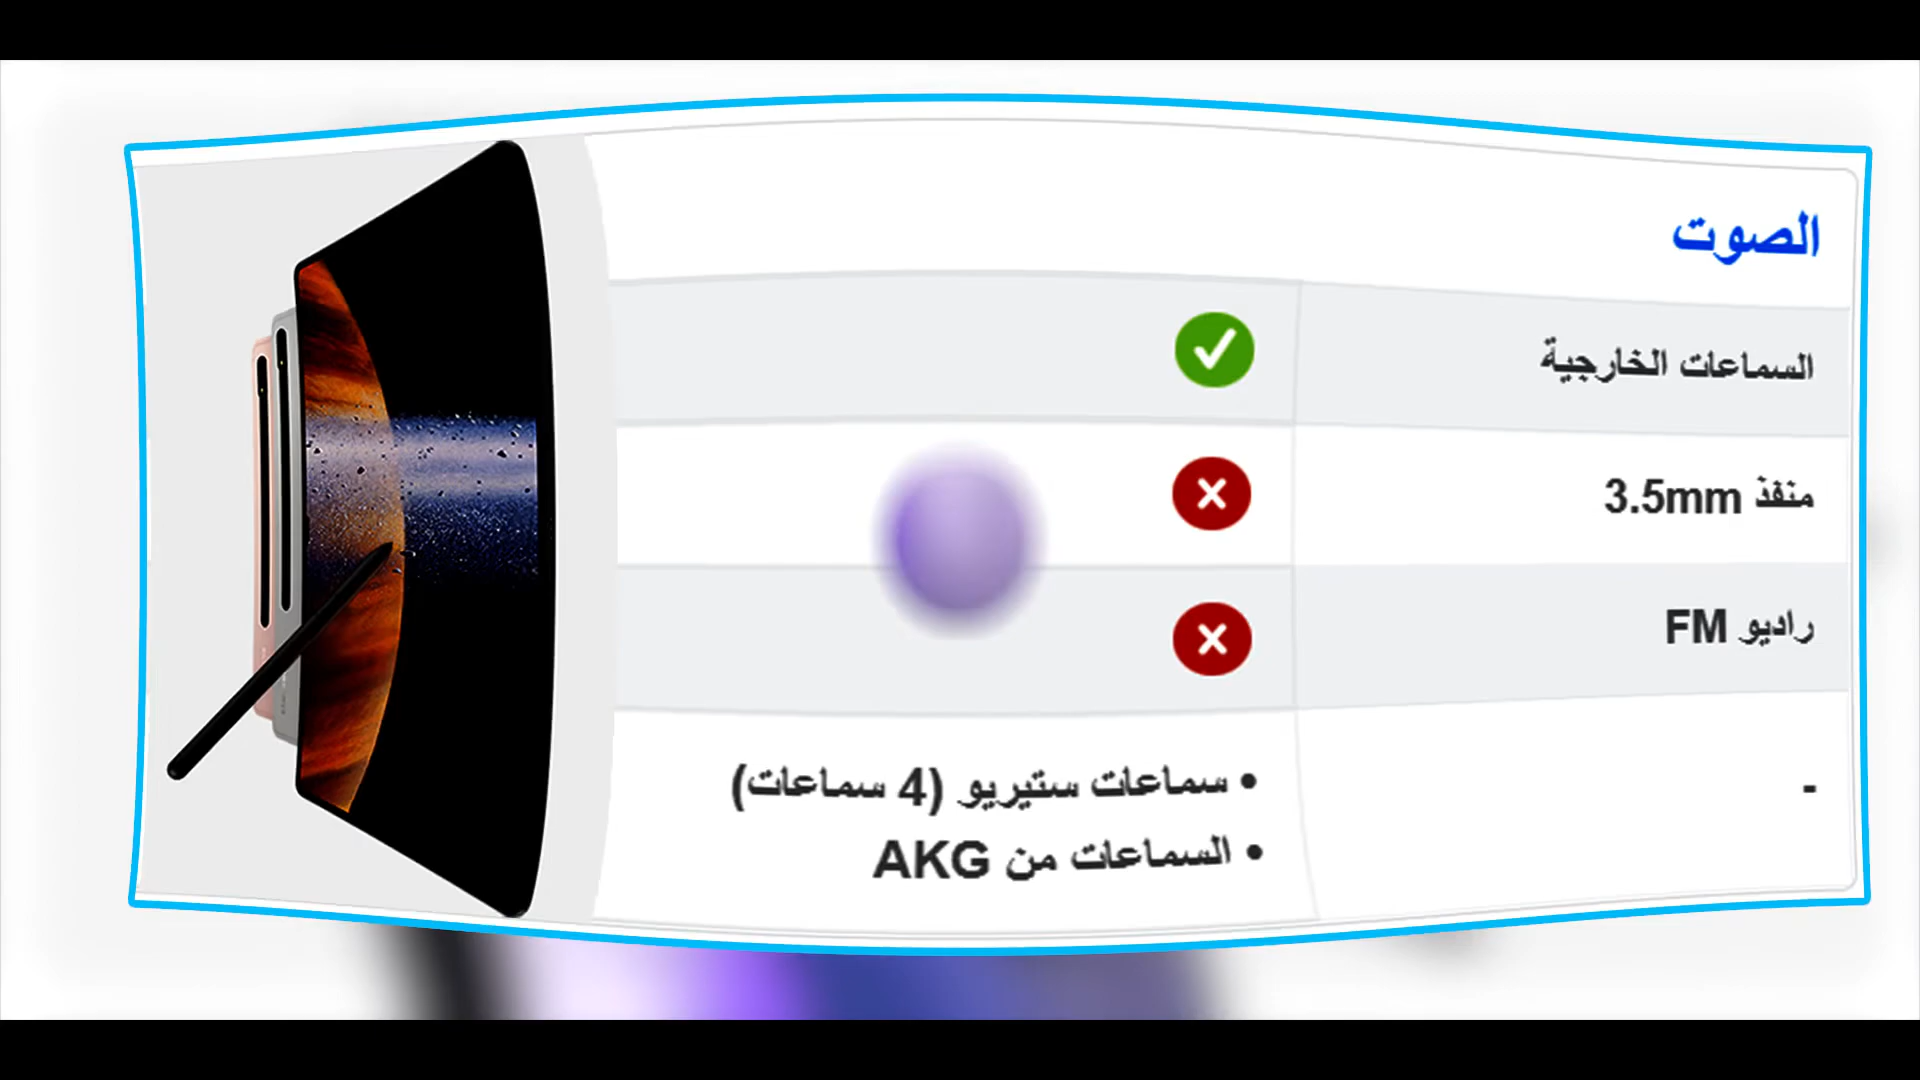 الصوت
السماعات الخارجية
منفذ 3.5mm
راديو FM
-
• سماعات ستيريو (4 سماعات)
• السماعات من AKG